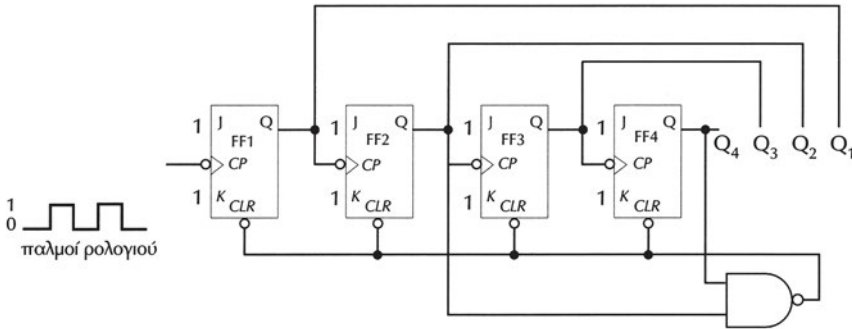 1 J Q 1 J Q 1 J Q 1 J Q
FF1 FF2 FF3 FF4
Q₄ Q₃ Q₂ Q₁
CP CP CP CP
1 K 1 K 1 K 1 K
CLR CLR CLR CLR
1
0
παλμοί ρολογιού